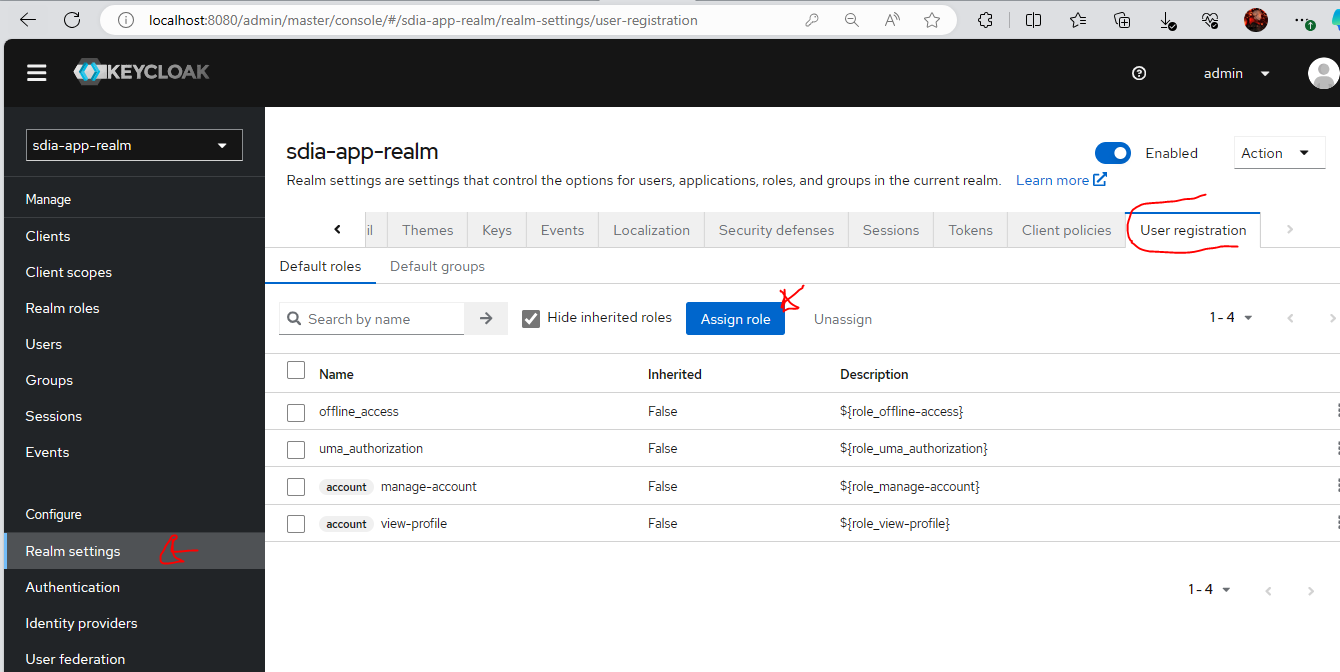 localhost:8080/admin/master/console/#/sdia-app-realm/realm-settings/user-registration
KEYCLOAK
admin
sdia-app-realm
Manage
Clients
Client scopes
Realm roles
Users
Groups
Sessions
Events
Configure
Realm settings
Authentication
Identity providers
User federation
sdia-app-realm
Enabled
Action
Realm settings are settings that control the options for users, applications, roles, and groups in the current realm. Learn more
il Themes Keys Events Localization Security defenses Sessions Tokens Client policies User registration
Default roles Default groups
Search by name Hide inherited roles Assign role Unassign 1 - 4
Name Inherited Description
offline_access False ${role_offline-access}
uma_authorization False ${role_uma_authorization}
account manage-account False ${role_manage-account}
account view-profile False ${role_view-profile}
1 - 4